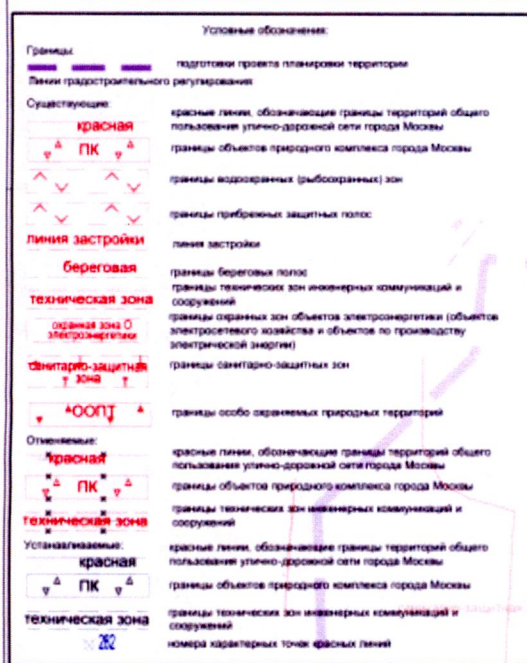 Условные обозначения:
Границы:
подготовки проекта планировки территории
Линии градостроительного регулирования
Существующие:
красная
красные линии, обозначающие границы территорий общего
пользования улично-дорожной сети города Москвы
ПК
границы объектов природного комплекса города Москвы
границы водоохранных (рыбоохранных) зон
границы прибрежных защитных полос
линия застройки
линия застройки
береговая
границы береговых полос
техническая зона
границы технических зон инженерных коммуникаций и
сооружений
охранная зона О
электроэнергетики
границы охранных зон объектов электроэнергетики (объектов
электросетевого хозяйства и объектов по производству
электрической энергии)
санитарно-защитная
зона
границы санитарно-защитных зон
ООПТ
границы особо охраняемых природных территорий
Отменяемые:
красная
красные линии, обозначающие границы территорий общего
пользования улично-дорожной сети города Москвы
ПК
границы объектов природного комплекса города Москвы
техническая зона
границы технических зон инженерных коммуникаций и
сооружений
Устанавливаемые:
красная
красные линии, обозначающие границы территорий общего
пользования улично-дорожной сети города Москвы
ПК
границы объектов природного комплекса города Москвы
техническая зона
границы технических зон инженерных коммуникаций и
сооружений
262
номера характерных точек красных линий